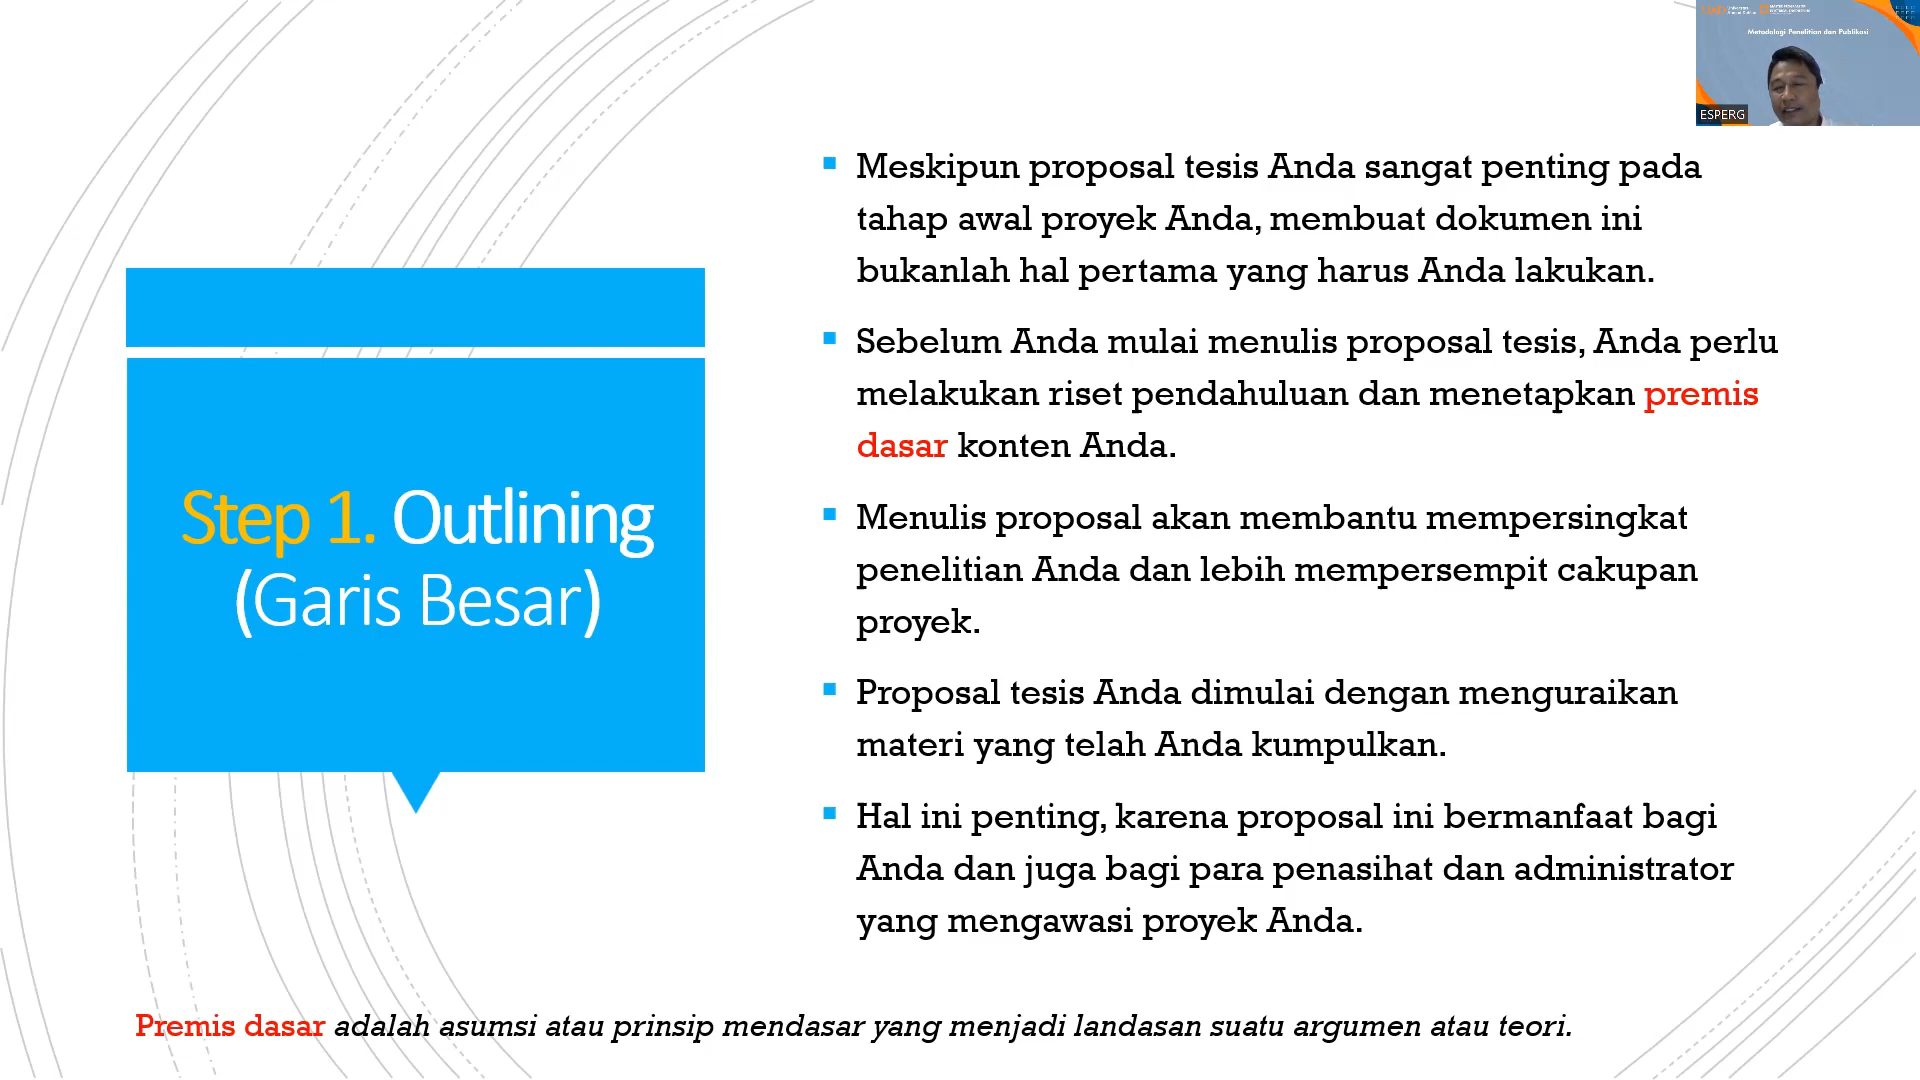 Metodologi Penelitian dan Publikasi
ESPERG
Step 1. Outlining
(Garis Besar)
Meskipun proposal tesis Anda sangat penting pada
tahap awal proyek Anda, membuat dokumen ini
bukanlah hal pertama yang harus Anda lakukan.
Sebelum Anda mulai menulis proposal tesis, Anda perlu
melakukan riset pendahuluan dan menetapkan premis
dasar konten Anda.
Menulis proposal akan membantu mempersingkat
penelitian Anda dan lebih mempersempit cakupan
proyek.
Proposal tesis Anda dimulai dengan menguraikan
materi yang telah Anda kumpulkan.
Hal ini penting, karena proposal ini bermanfaat bagi
Anda dan juga bagi para penasihat dan administrator
yang mengawasi proyek Anda.
Premis dasar adalah asumsi atau prinsip mendasar yang menjadi landasan suatu argumen atau teori.